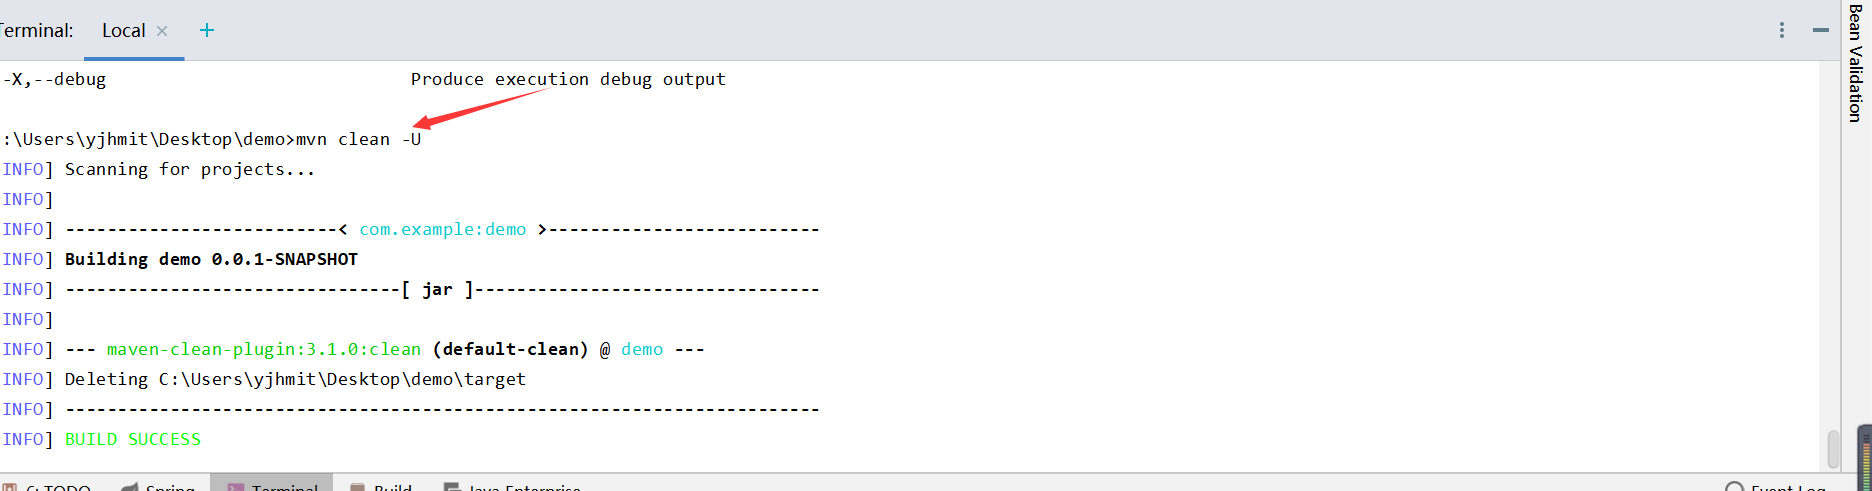 Terminal: Local × +
Bean Validation
-X,--debug Produce execution debug output
:\Users\yjhmit\Desktop\demo>mvn clean -U
INFO] Scanning for projects...
INFO]
INFO] --------------------------< com.example:demo >--------------------------
INFO] Building demo 0.0.1-SNAPSHOT
INFO] --------------------------------[ jar ]---------------------------------
INFO]
INFO] --- maven-clean-plugin:3.1.0:clean (default-clean) @ demo ---
INFO] Deleting C:\Users\yjhmit\Desktop\demo\target
INFO] ------------------------------------------------------------------------
INFO] BUILD SUCCESS
6: TODO Spring Terminal Build Java Enterprise Event Log